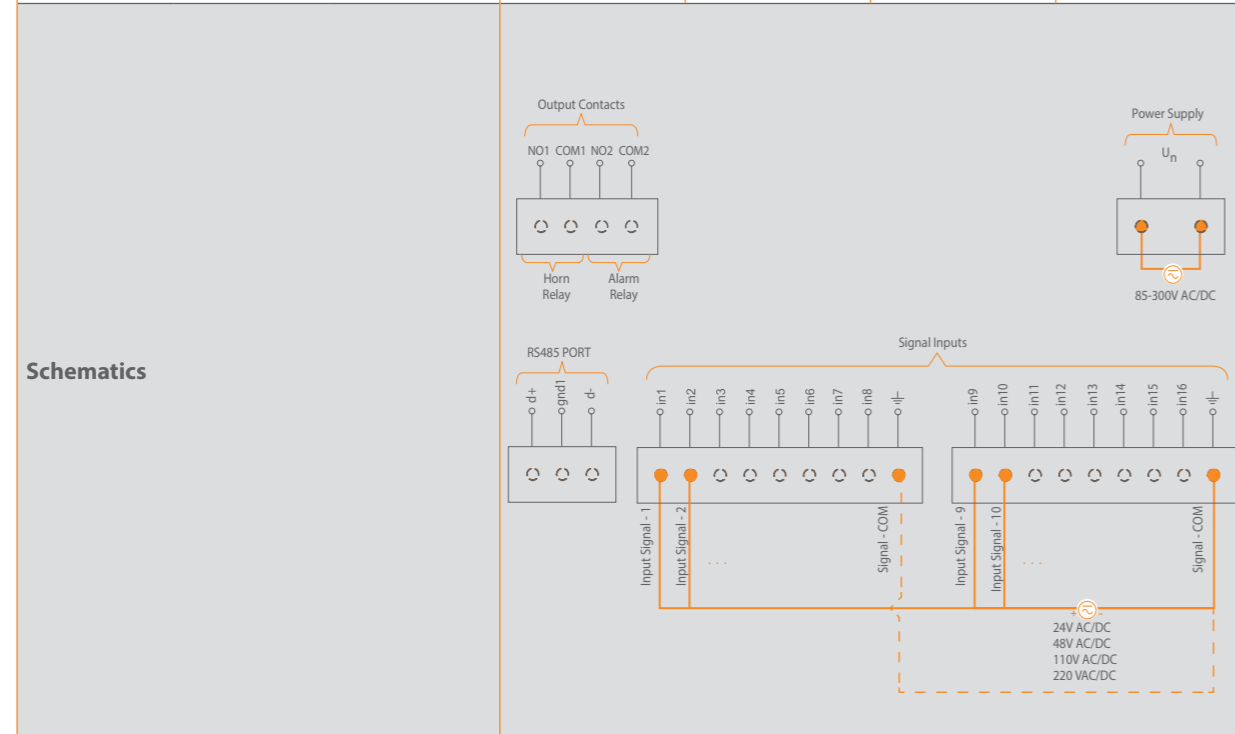 Schematics
Output Contacts
NO1 COM1 NO2 COM2
Horn
Relay
Alarm
Relay
Power Supply
Un
85-300V AC/DC
RS485 PORT
d+
gnd1
d-
Signal Inputs
in1
in2
in3
in4
in5
in6
in7
in8
in9
in10
in11
in12
in13
in14
in15
in16
Input Signal - 1
Input Signal - 2
. . .
Signal - COM
Input Signal - 9
Input Signal - 10
. . .
Signal - COM
+ -
24V AC/DC
48V AC/DC
110V AC/DC
220 VAC/DC